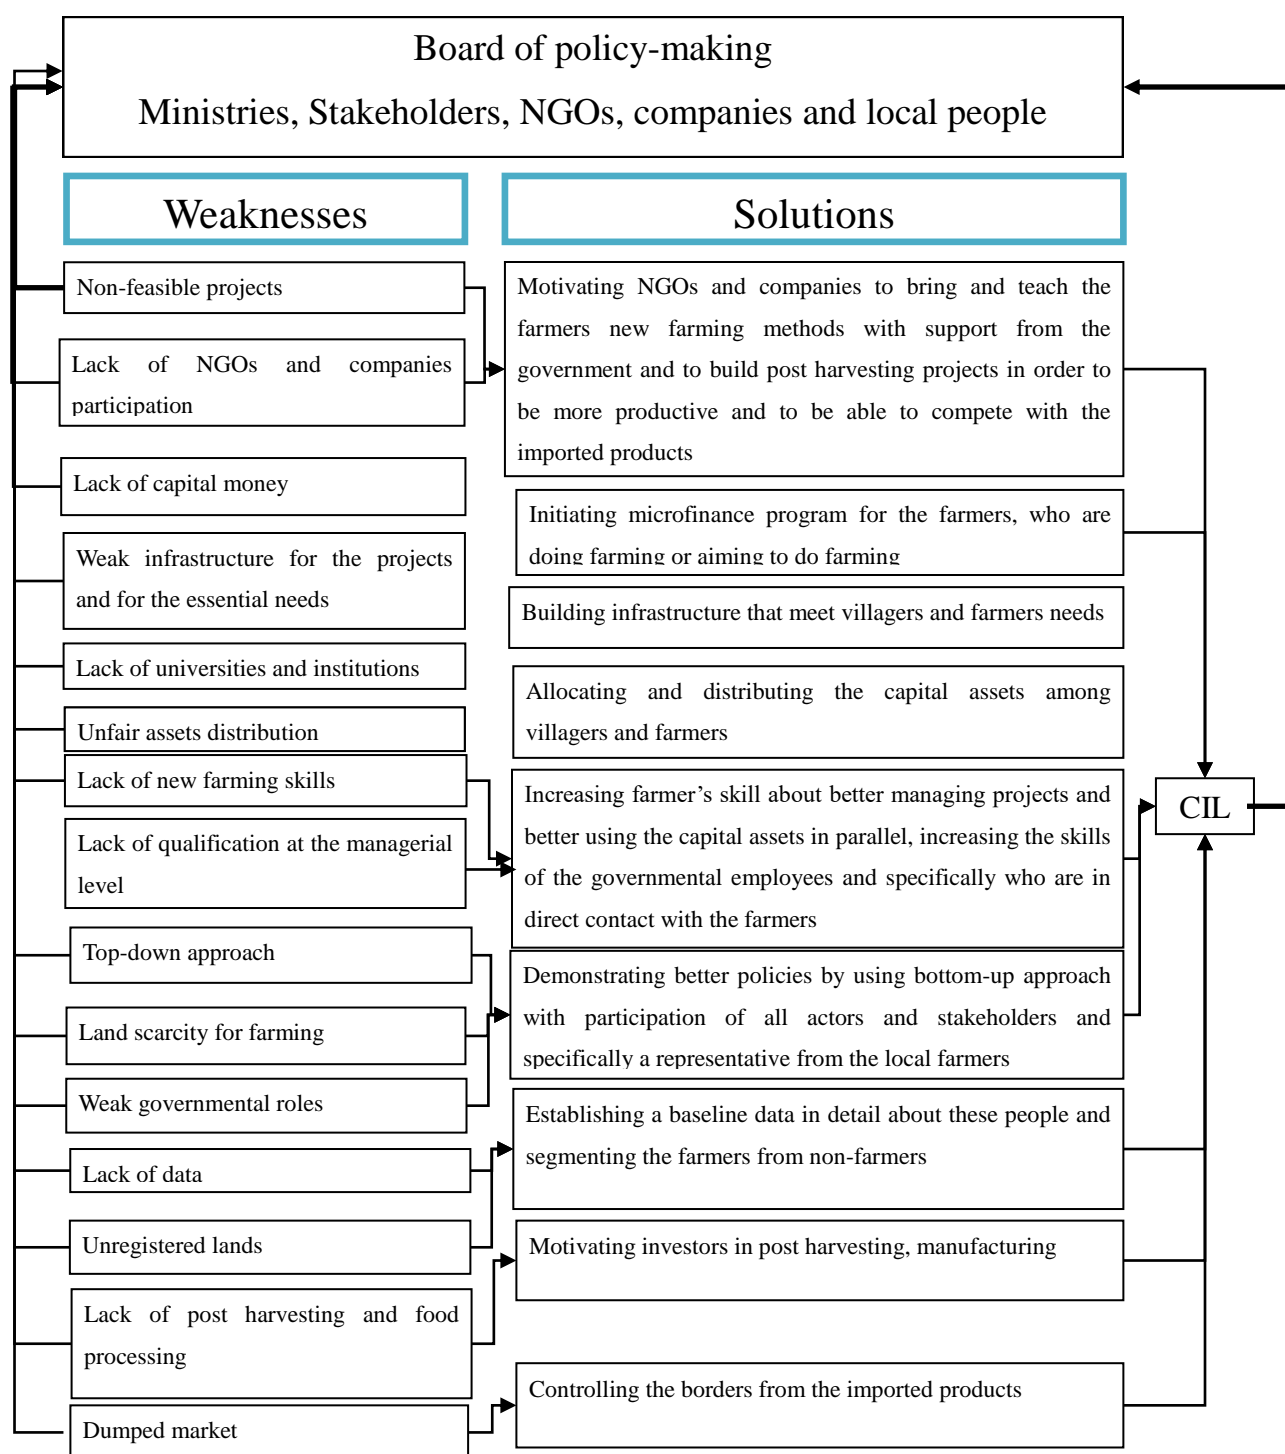 Board of policy-making
Ministries, Stakeholders, NGOs, companies and local people
Weaknesses
Solutions
Non-feasible projects
Lack of NGOs and companies
participation
Lack of capital money
Weak infrastructure for the projects
and for the essential needs
Lack of universities and institutions
Unfair assets distribution
Lack of new farming skills
Lack of qualification at the managerial
level
Top-down approach
Land scarcity for farming
Weak governmental roles
Lack of data
Unregistered lands
Lack of post harvesting and food
processing
Dumped market
Motivating NGOs and companies to bring and teach the
farmers new farming methods with support from the
government and to build post harvesting projects in order to
be more productive and to be able to compete with the
imported products
Initiating microfinance program for the farmers, who are
doing farming or aiming to do farming
Building infrastructure that meet villagers and farmers needs
Allocating and distributing the capital assets among
villagers and farmers
Increasing farmer’s skill about better managing projects and
better using the capital assets in parallel, increasing the skills
of the governmental employees and specifically who are in
direct contact with the farmers
Demonstrating better policies by using bottom-up approach
with participation of all actors and stakeholders and
specifically a representative from the local farmers
Establishing a baseline data in detail about these people and
segmenting the farmers from non-farmers
Motivating investors in post harvesting, manufacturing
Controlling the borders from the imported products
CIL